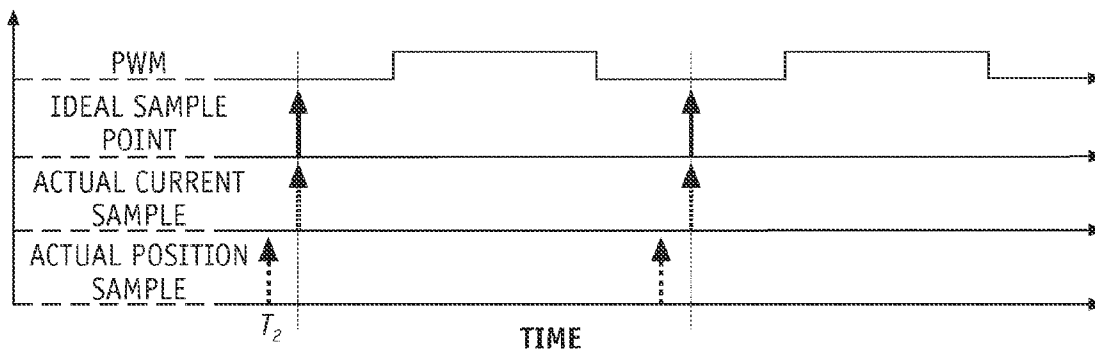 PWM
IDEAL SAMPLE
POINT
ACTUAL CURRENT
SAMPLE
ACTUAL POSITION
SAMPLE
T₂
TIME